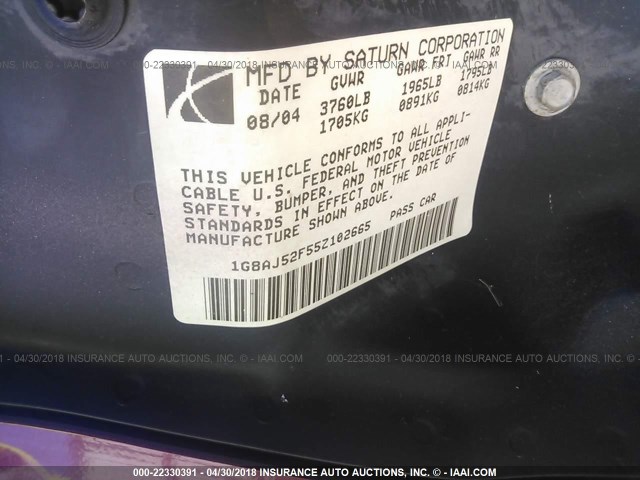 MFD BY SATURN CORPORATION
DATE GVWR GAWR FRT GAWR RR
08/04 3760LB 1965LB 1795LB
1705KG 0891KG 0814KG
THIS VEHICLE CONFORMS TO ALL APPLI-
CABLE U.S. FEDERAL MOTOR VEHICLE
SAFETY, BUMPER, AND THEFT PREVENTION
STANDARDS IN EFFECT ON THE DATE OF
MANUFACTURE SHOWN ABOVE.
1G8AJ52F55Z102665 PASS CAR
000-22330391 - 04/30/2018 INSURANCE AUTO AUCTIONS, INC. © - IAAI.COM